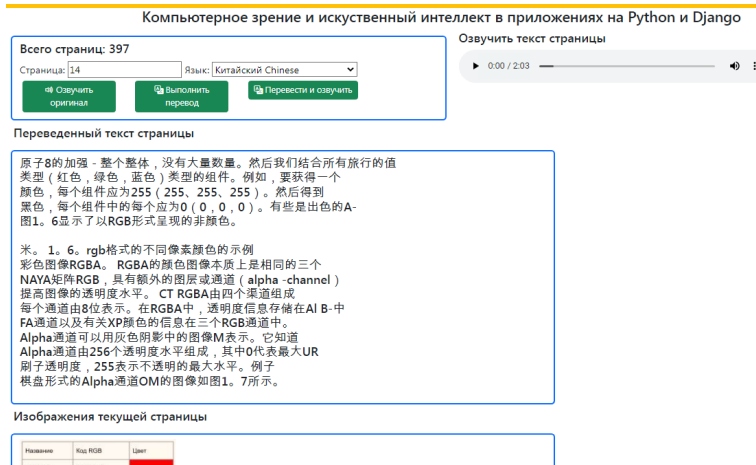 Компьютерное зрение и искуственный интеллект в приложениях на Python и Django
Всего страниц: 397
Страница: 14 Язык: Китайский Chinese
Озвучить оригинал
Выполнить перевод
Перевести и озвучить
Озвучить текст страницы
0:00 / 2:03
Переведенный текст страницы
原子8的加强 - 整个整体，没有大量数量。然后我们结合所有旅行的值
类型（红色，绿色，蓝色）类型的组件。例如，要获得一个
颜色，每个组件应为255（255、255、255）。然后得到
黑色，每个组件中的每个应为0（0，0，0）。有些是出色的A-
图1。6显示了以RGB形式呈现的非颜色。
米。 1。6。rgb格式的不同像素颜色的示例
彩色图像RGBA。 RGBA的颜色图像本质上是相同的三个
NAYA矩阵RGB，具有额外的图层或通道（alpha -channel）
提高图像的透明度水平。 CT RGBA由四个渠道组成
每个通道由8位表示。在RGBA中，透明度信息存储在Al B-中
FA通道以及有关XP颜色的信息在三个RGB通道中。
Alpha通道可以用灰色阴影中的图像M表示。它知道
Alpha通道由256个透明度水平组成，其中0代表最大UR
刷子透明度，255表示不透明的最大水平。例子
棋盘形式的Alpha通道OM的图像如图1。7所示。
Изображения текущей страницы
Название Код RGB Цвет